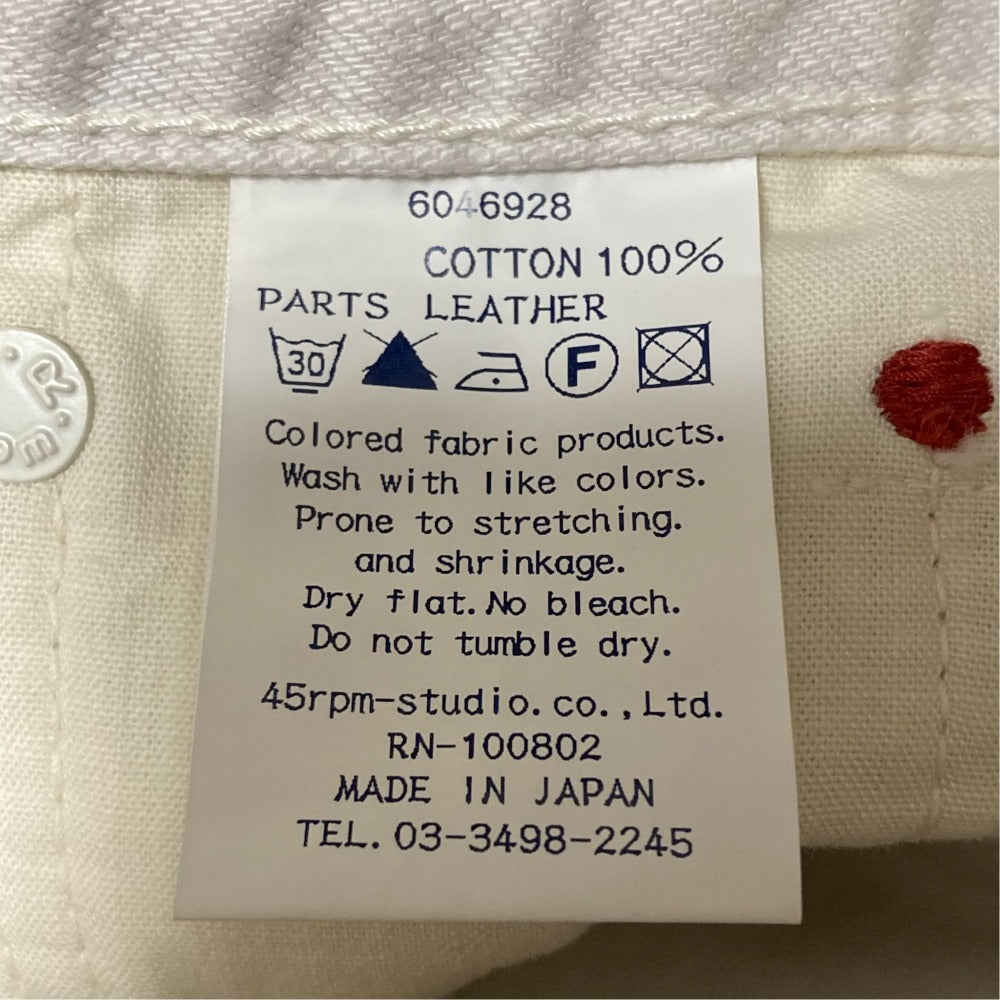 6046928
COTTON 100%
PARTS LEATHER
30 F
Colored fabric products.
Wash with like colors.
Prone to stretching.
and shrinkage.
Dry flat. No bleach.
Do not tumble dry.
45rpm-studio.co.,Ltd.
RN-100802
MADE IN JAPAN
TEL. 03-3498-2245